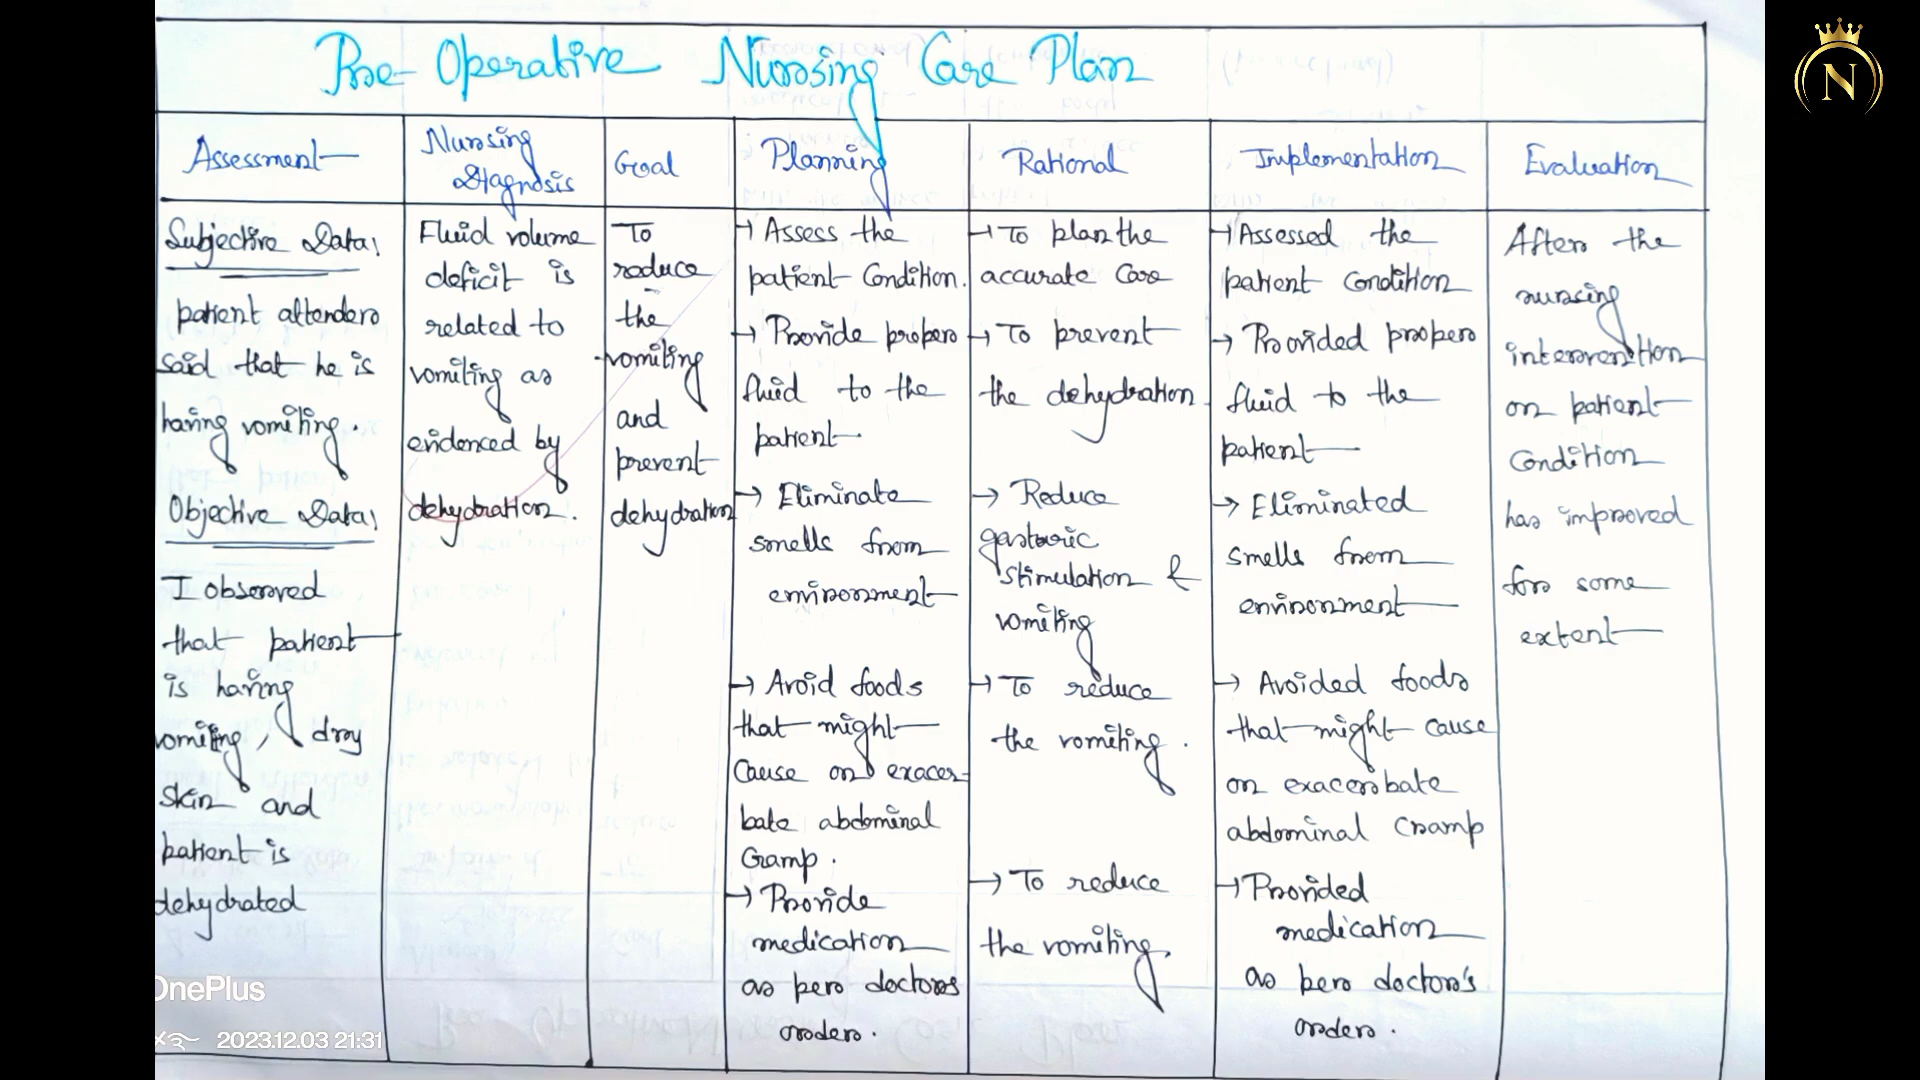 Pre-Operative Nursing Care Plan
N
Assessment
Nursing
Diagnosis
Goal
Planning
Rational
Implementation
Evaluation
Subjective Data:
patient attenders
said that he is
having vomiting.
Objective Data:
I observed
that patient
is having
vomiting, dry
skin and
patient is
dehydrated
Fluid volume
deficit is
related to
vomiting as
evidenced by
dehydration.
To
reduce
the
vomiting
and
prevent
dehydration
→ Assess the
patient Condition.
→ Provide proper
fluid to the
patient
→ Eliminate
smells from
environment
→ Avoid foods
that might
Cause or exacer-
bate abdominal
Cramp.
→ Provide
medication
as per doctors
orders.
→ To plan the
accurate Care
→ To prevent
the dehydration.
→ Reduce
gasteric
stimulation &
vomiting
→ To reduce
the vomiting.
→ To reduce
the vomiting.
→ Assessed the
patient Condition
→ Provided proper
fluid to the
patient
→ Eliminated
smells from
environment
→ Avoided foods
that might cause
or exacerbate
abdominal cramp
→ Provided
medication
as per doctor's
orders.
After the
nursing
intervention
on patient
Condition
has improved
for some
extent
OnePlus
2023.12.03 21:31